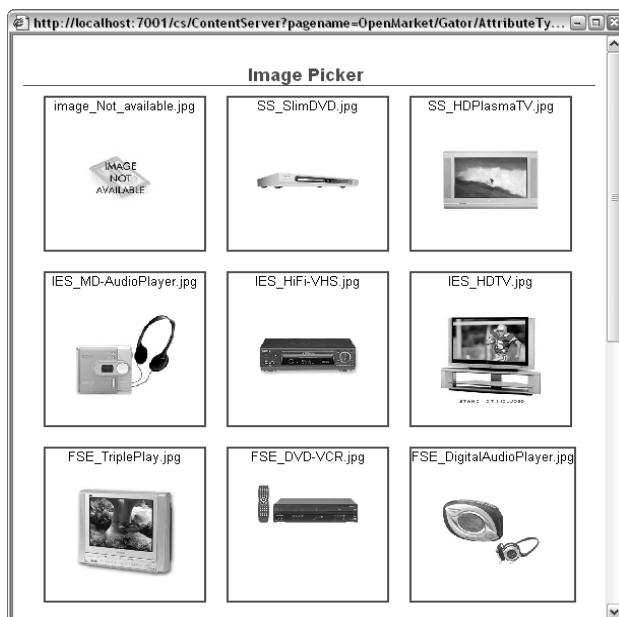 http://localhost:7001/cs/ContentServer?pagename=OpenMarket/Gator/AttributeTy...
Image Picker
image_Not_available.jpg
SS_SlimDVD.jpg
SS_HDPlasmaTV.jpg
IMAGE
NOT
AVAILABLE
IES_MD-AudioPlayer.jpg
IES_HiFi-VHS.jpg
IES_HDTV.jpg
FSE_TriplePlay.jpg
FSE_DVD-VCR.jpg
FSE_DigitalAudioPlayer.jpg